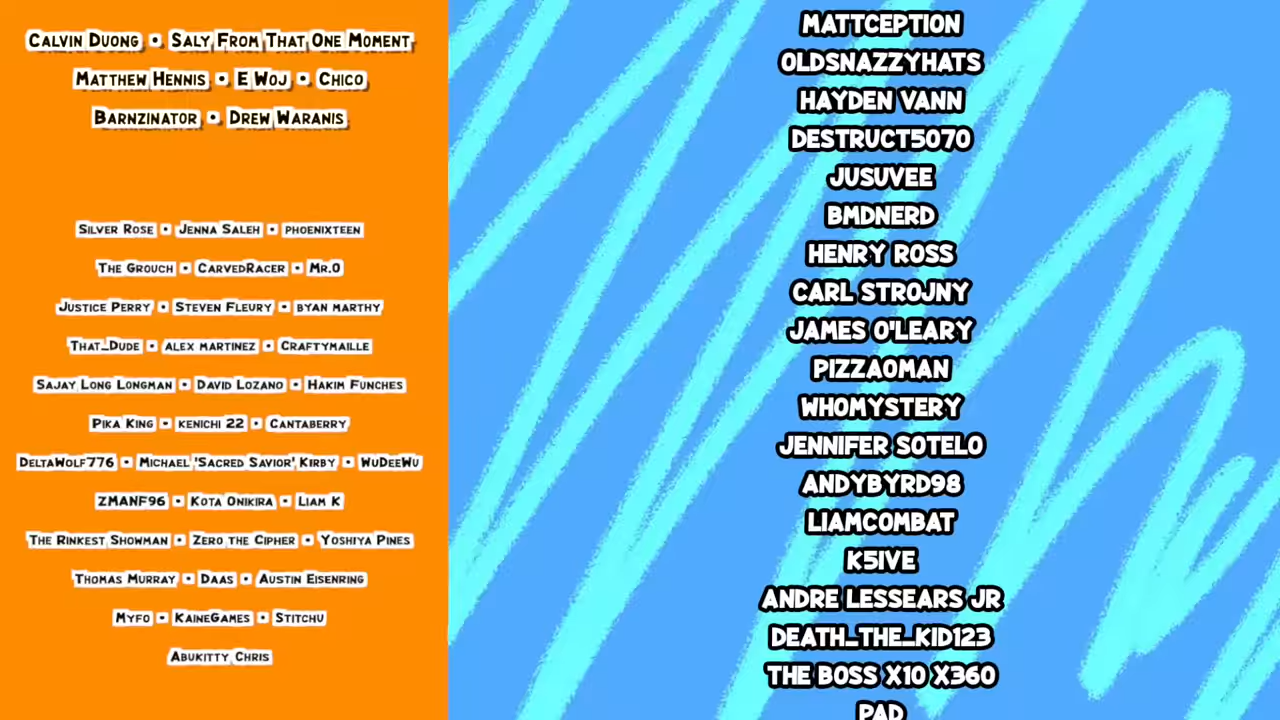 Calvin Duong • Saly From That One Moment
Matthew Hennis • E Woj • Chico
Barnzinator • Drew Waranis
Silver Rose • Jenna Saleh • phoenixteen
The Grouch • CarvedRacer • Mr.O
Justice Perry • Steven Fleury • byan marthy
That_Dude • alex martinez • Craftymaille
Sajay Long Longman • David Lozano • Hakim Funches
Pika King • kenichi 22 • Cantaberry
DeltaWolf776 • Michael 'Sacred Savior' Kirby • WuDeeWu
ZMANF96 • Kota Onikira • Liam K
The Rinkest Showman • Zero the Cipher • Yoshiya Pines
Thomas Murray • Daas • Austin Eisenring
Myfo • KaineGames • Stitchu
Abukitty Chris
MATTCEPTION
OLDSNAZZYHATS
HAYDEN VANN
DESTRUCT5070
JUSUVEE
BMDNERD
HENRY ROSS
CARL STROJNY
JAMES O'LEARY
PIZZAOMAN
WHOMYSTERY
JENNIFER SOTELO
ANDYBYRD98
LIAMCOMBAT
K5IVE
ANDRE LESSEARS JR
DEATH_THE_KID123
THE BOSS X10 X360
PAD